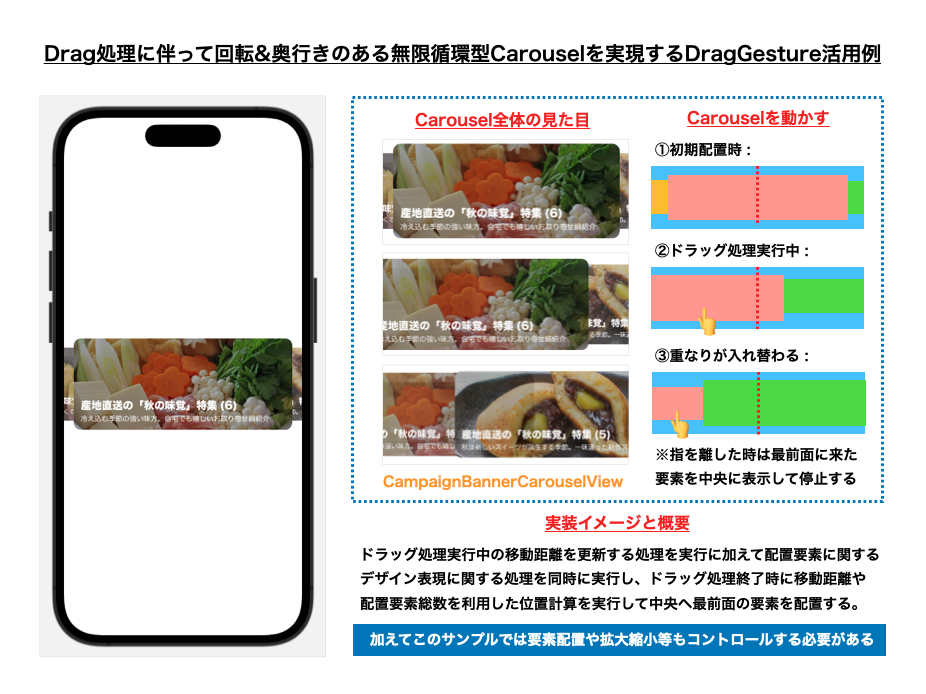 Drag処理に伴って回転&奥行きのある無限循環型Carouselを実現するDragGesture活用例
産地直送の「秋の味覚」特集 (6)
冷え込む季節の強い味方。自宅でも嬉しいお取り寄せ鍋紹介
Carousel全体の見た目
産地直送の「秋の味覚」特集 (6)
冷え込む季節の強い味方。自宅でも嬉しいお取り寄せ鍋紹介
産地直送の「秋の味覚」特集 (6)
え込む季節の強い味方。自宅でも嬉しいお取り寄せ鍋紹介
覚」特集
の「秋の味覚」特
産地直送の「秋の味覚」特集 (5)
CampaignBannerCarouselView
Carouselを動かす
①初期配置時：
②ドラッグ処理実行中：
③重なりが入れ替わる：
※指を離した時は最前面に来た
要素を中央に表示して停止する
実装イメージと概要
ドラッグ処理実行中の移動距離を更新する処理を実行に加えて配置要素に関する
デザイン表現に関する処理を同時に実行し、ドラッグ処理終了時に移動距離や
配置要素総数を利用した位置計算を実行して中央へ最前面の要素を配置する。
加えてこのサンプルでは要素配置や拡大縮小等もコントロールする必要がある